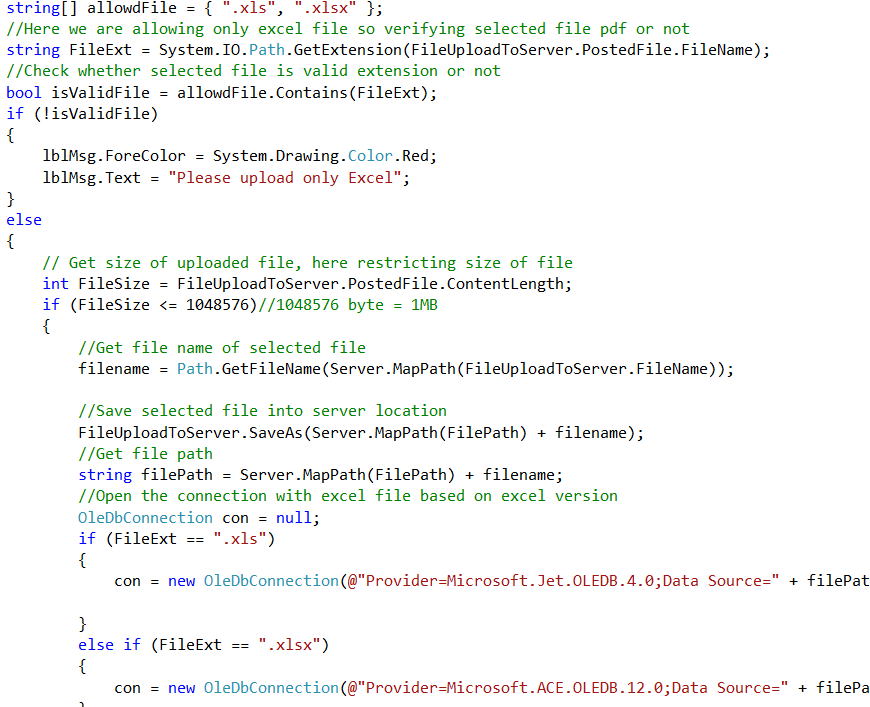 string[] allowdFile = { ".xls", ".xlsx" };
//Here we are allowing only excel file so verifying selected file pdf or not
string FileExt = System.IO.Path.GetExtension(FileUploadToServer.PostedFile.FileName);
//Check whether selected file is valid extension or not
bool isValidFile = allowdFile.Contains(FileExt);
if (!isValidFile)
{
    lblMsg.ForeColor = System.Drawing.Color.Red;
    lblMsg.Text = "Please upload only Excel";
}
else
{
    // Get size of uploaded file, here restricting size of file
    int FileSize = FileUploadToServer.PostedFile.ContentLength;
    if (FileSize <= 1048576)//1048576 byte = 1MB
    {
        //Get file name of selected file
        filename = Path.GetFileName(Server.MapPath(FileUploadToServer.FileName));
        //Save selected file into server location
        FileUploadToServer.SaveAs(Server.MapPath(FilePath) + filename);
        //Get file path
        string filePath = Server.MapPath(FilePath) + filename;
        //Open the connection with excel file based on excel version
        OleDbConnection con = null;
        if (FileExt == ".xls")
        {
            con = new OleDbConnection(@"Provider=Microsoft.Jet.OLEDB.4.0;Data Source=" + filePat
        }
        else if (FileExt == ".xlsx")
        {
            con = new OleDbConnection(@"Provider=Microsoft.ACE.OLEDB.12.0;Data Source=" + filePa
        }